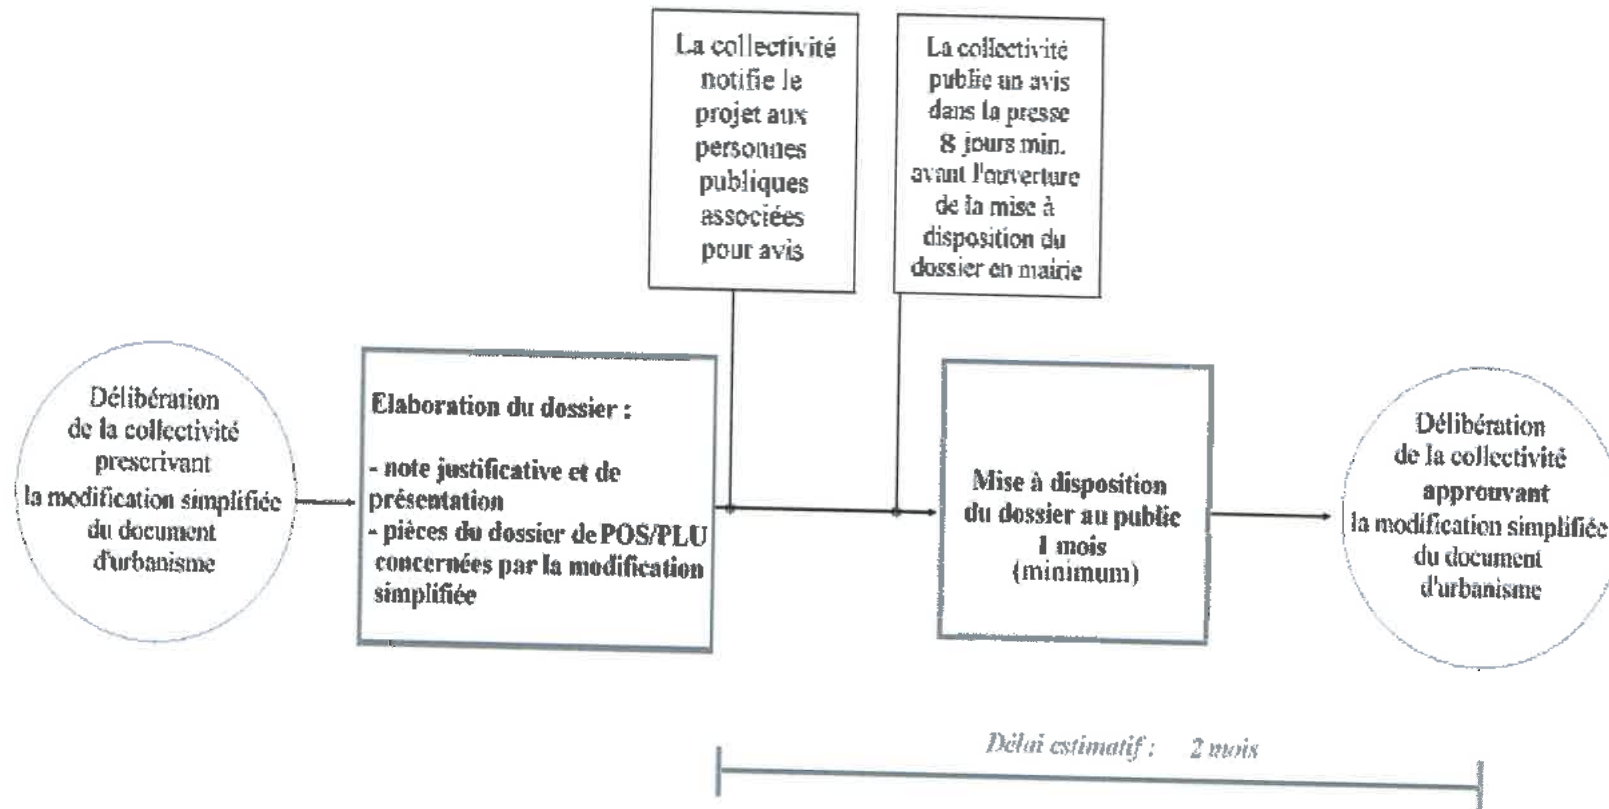 La collectivité
notifie le
projet aux
personnes
publiques
associées
pour avis
La collectivité
public un avis
dans la presse
8 jours min.
avant l'ouverture
de la mise à
disposition du
dossier en mairie
Délibération
de la collectivité
prescrivant
la modification simplifiée
du document
d'urbanisme
Elaboration du dossier :
- note justificative et de
présentation
- pièces du dossier de POS/PLU
concernées par la modification
simplifiée
Mise à disposition
du dossier au public
1 mois
(minimum)
Délibération
de la collectivité
approuvant
la modification simplifiée
du document
d'urbanisme
Délai estimatif : 2 mois